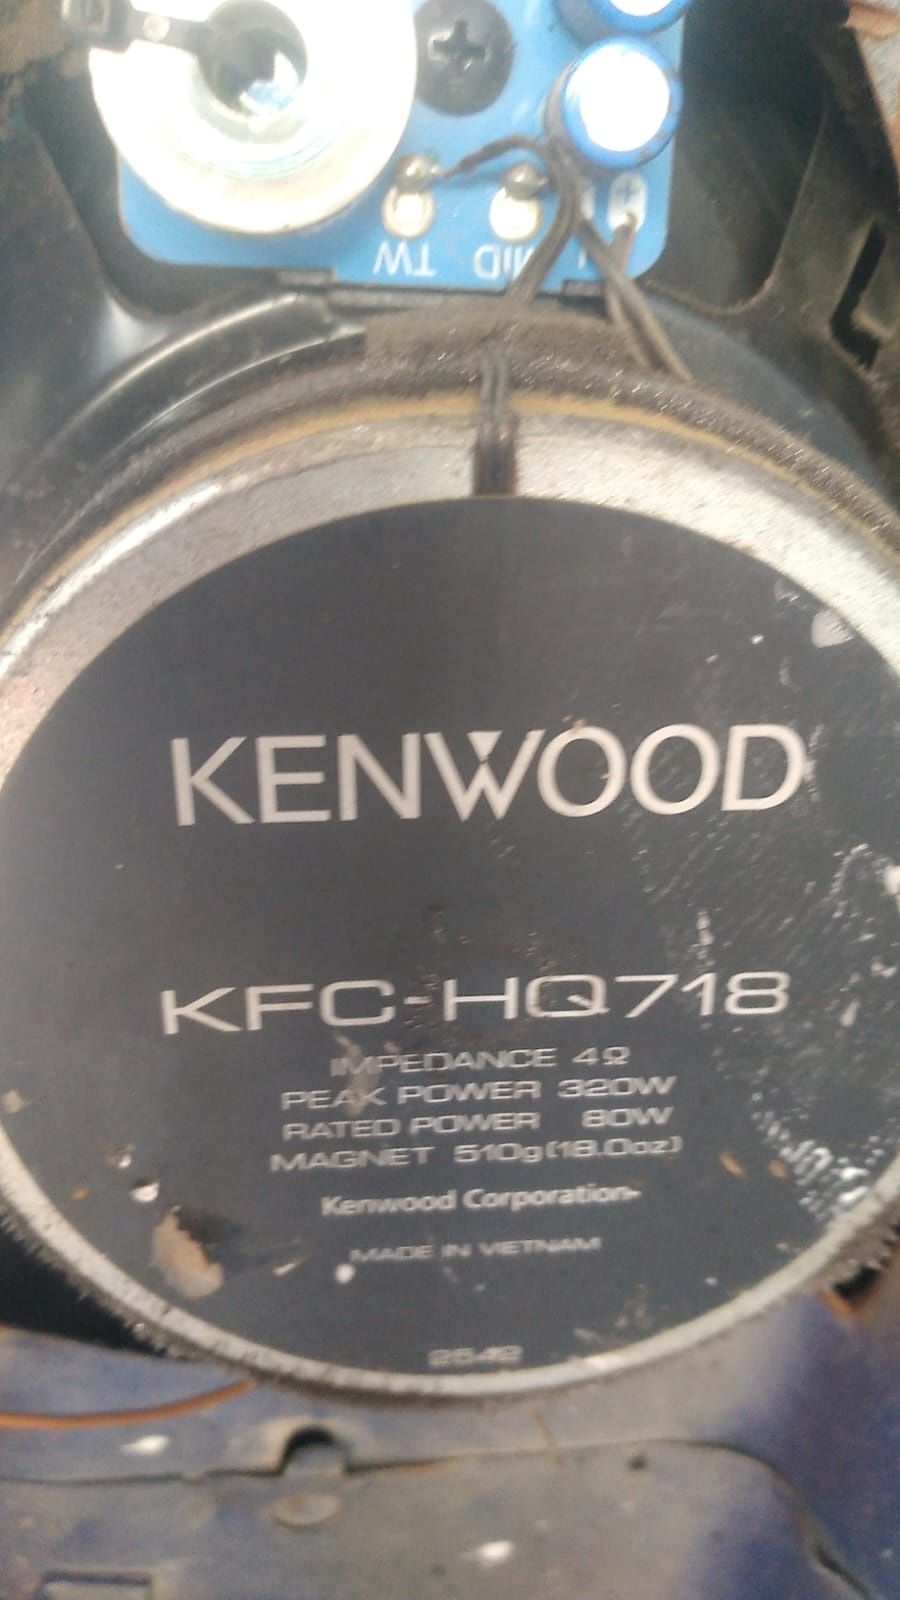 TW MID +
KENWOOD
KFC-HQ718
IMPEDANCE 4Ω
PEAK POWER 320W
RATED POWER 80W
MAGNET 510g(18.0oz)
Kenwood Corporation
MADE IN VIETNAM